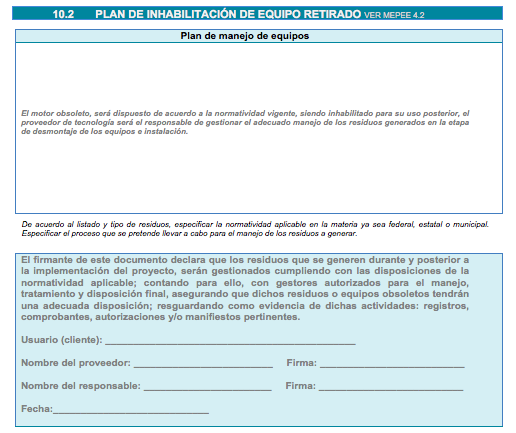 10.2 PLAN DE INHABILITACIÓN DE EQUIPO RETIRADO VER MEPEE 4.2
Plan de manejo de equipos
El motor obsoleto, será dispuesto de acuerdo a la normatividad vigente, siendo inhabilitado para su uso posterior, el
proveedor de tecnología será el responsable de gestionar el adecuado manejo de los residuos generados en la etapa
de desmontaje de los equipos e instalación.
De acuerdo al listado y tipo de residuos, especificar la normatividad aplicable en la materia ya sea federal, estatal o municipal.
Especificar el proceso que se pretende llevar a cabo para el manejo de los residuos a generar.
El firmante de este documento declara que los residuos que se generen durante y posterior a
la implementación del proyecto, serán gestionados cumpliendo con las disposiciones de la
normatividad aplicable; contando para ello, con gestores autorizados para el manejo,
tratamiento y disposición final, asegurando que dichos residuos o equipos obsoletos tendrán
una adecuada disposición; resguardando como evidencia de dichas actividades: registros,
comprobantes, autorizaciones y/o manifiestos pertinentes.
Usuario (cliente): ____________________
Nombre del proveedor: ____________________ Firma: ____________________
Nombre del responsable: ____________________ Firma: ____________________
Fecha:____________________